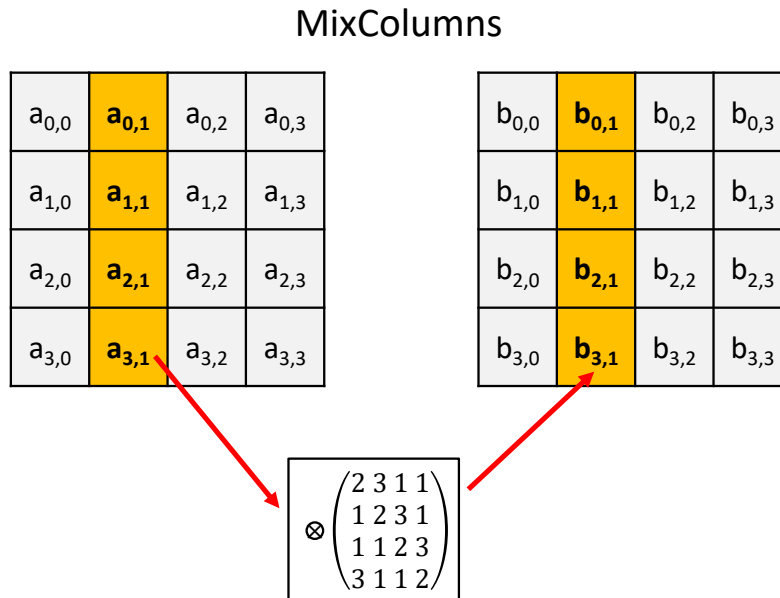 MixColumns
a0,0 a0,1 a0,2 a0,3
a1,0 a1,1 a1,2 a1,3
a2,0 a2,1 a2,2 a2,3
a3,0 a3,1 a3,2 a3,3
b0,0 b0,1 b0,2 b0,3
b1,0 b1,1 b1,2 b1,3
b2,0 b2,1 b2,2 b2,3
b3,0 b3,1 b3,2 b3,3
⊗
2 3 1 1
1 2 3 1
1 1 2 3
3 1 1 2